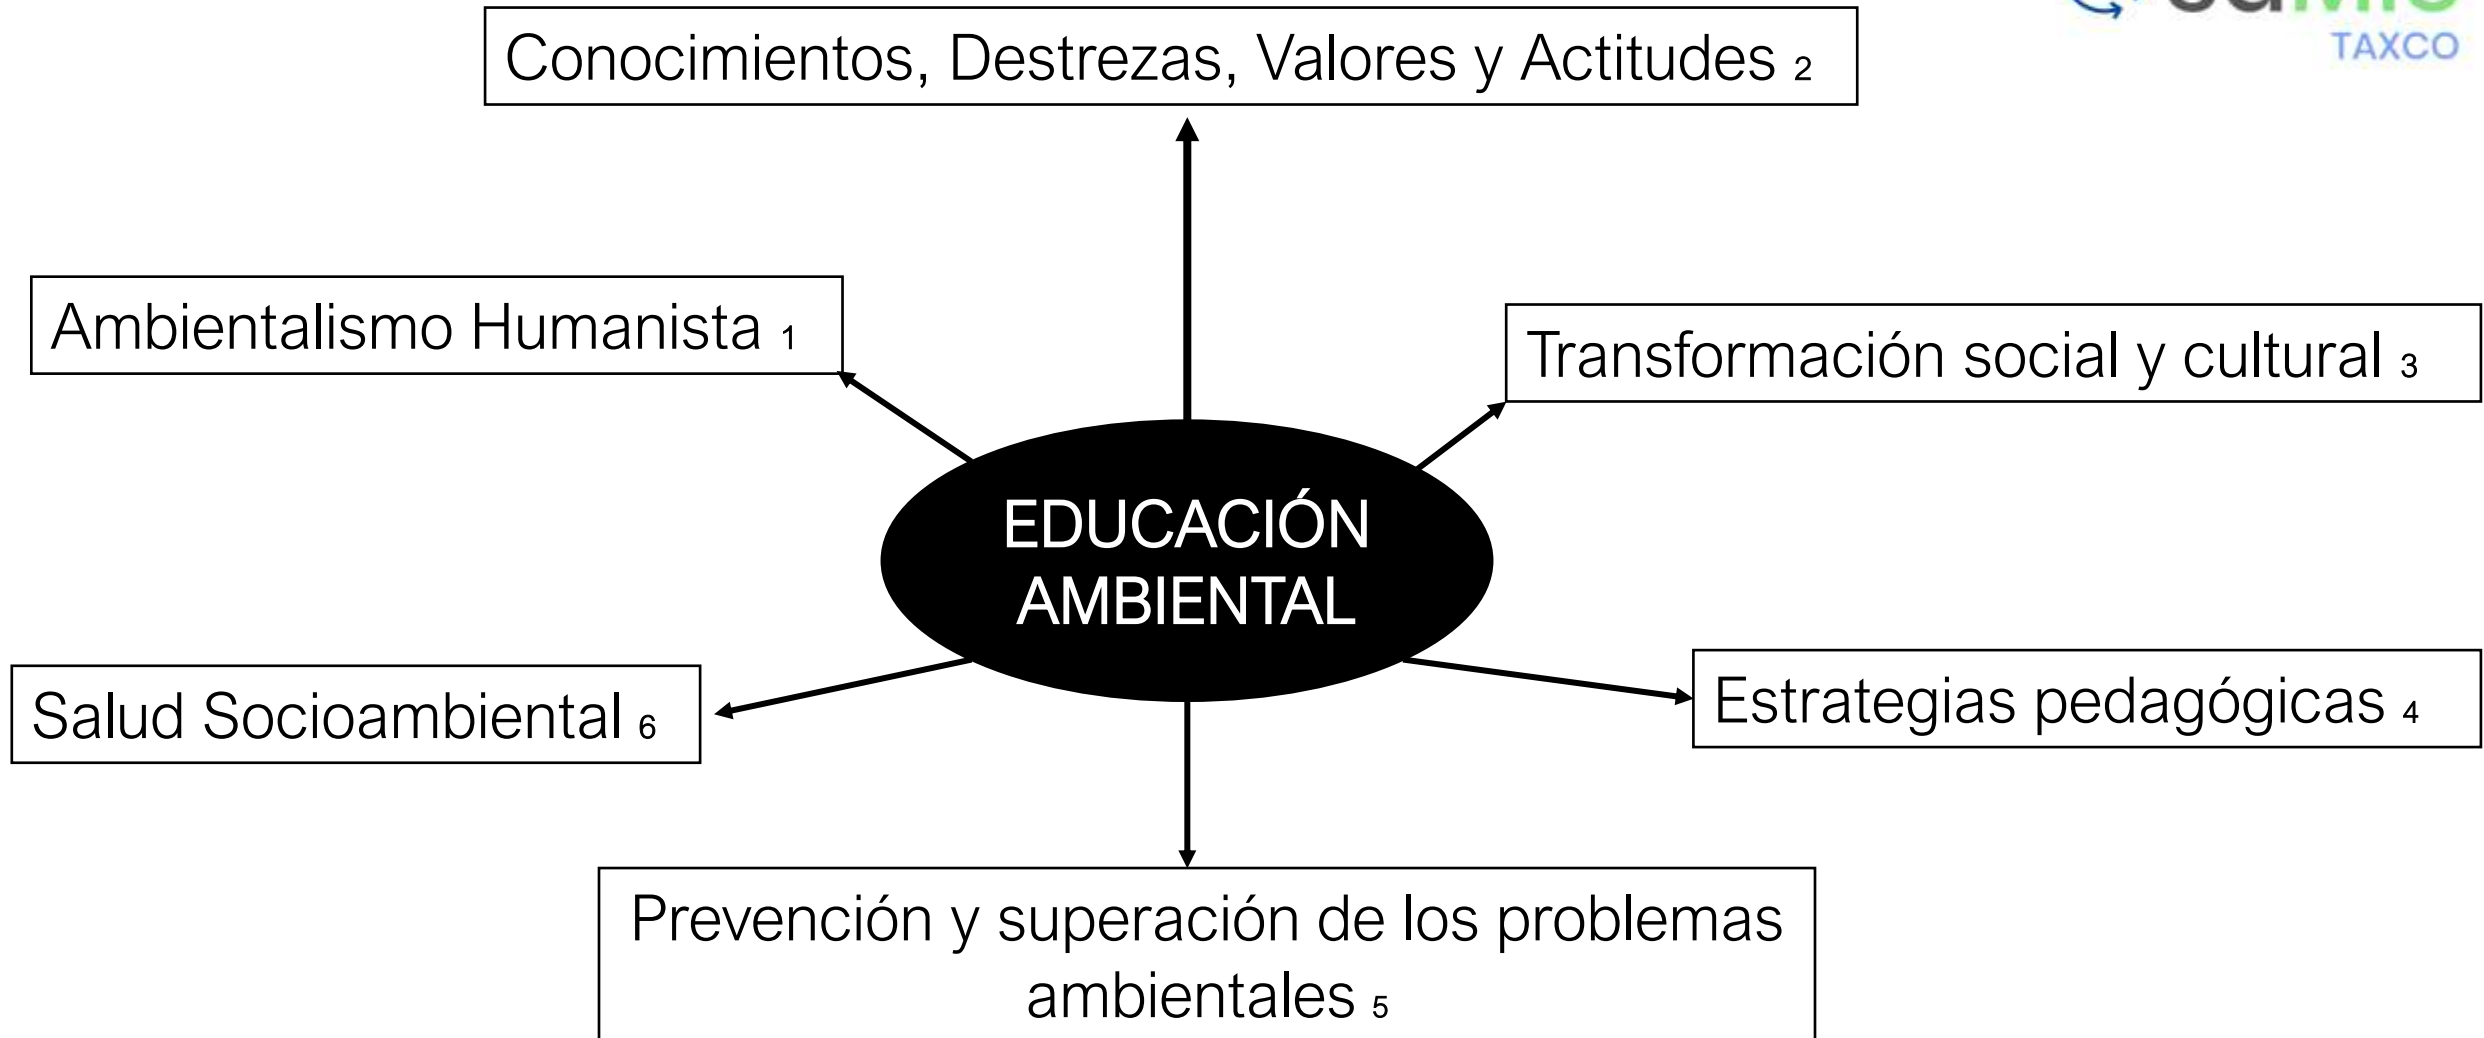 TAXCO
Conocimientos, Destrezas, Valores y Actitudes 2
Ambientalismo Humanista 1
Transformación social y cultural 3
EDUCACIÓN
AMBIENTAL
Estrategias pedagógicas 4
Salud Socioambiental 6
Prevención y superación de los problemas
ambientales 5